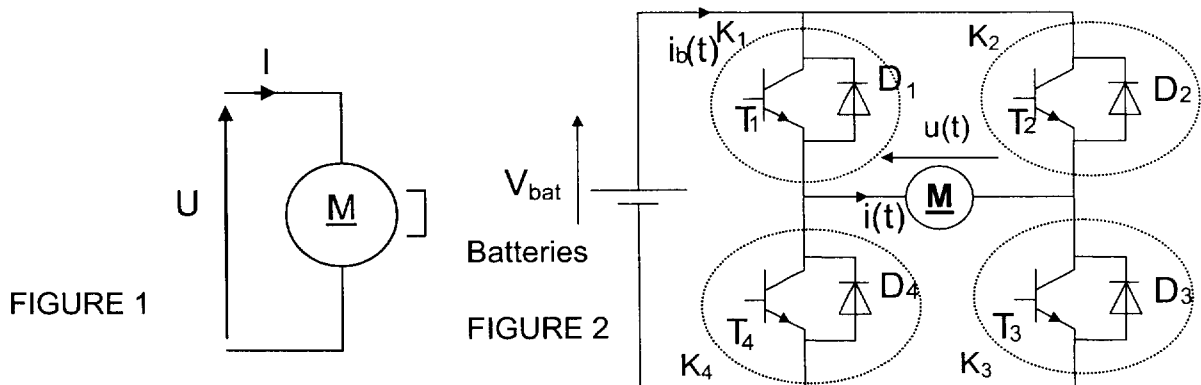 I
U
M
FIGURE 1
i_b(t)
K₁
K₂
D₁
D₂
T₁
T₂
u(t)
V_bat
M
i(t)
Batteries
D₄
D₃
FIGURE 2
T₄
T₃
K₄
K₃